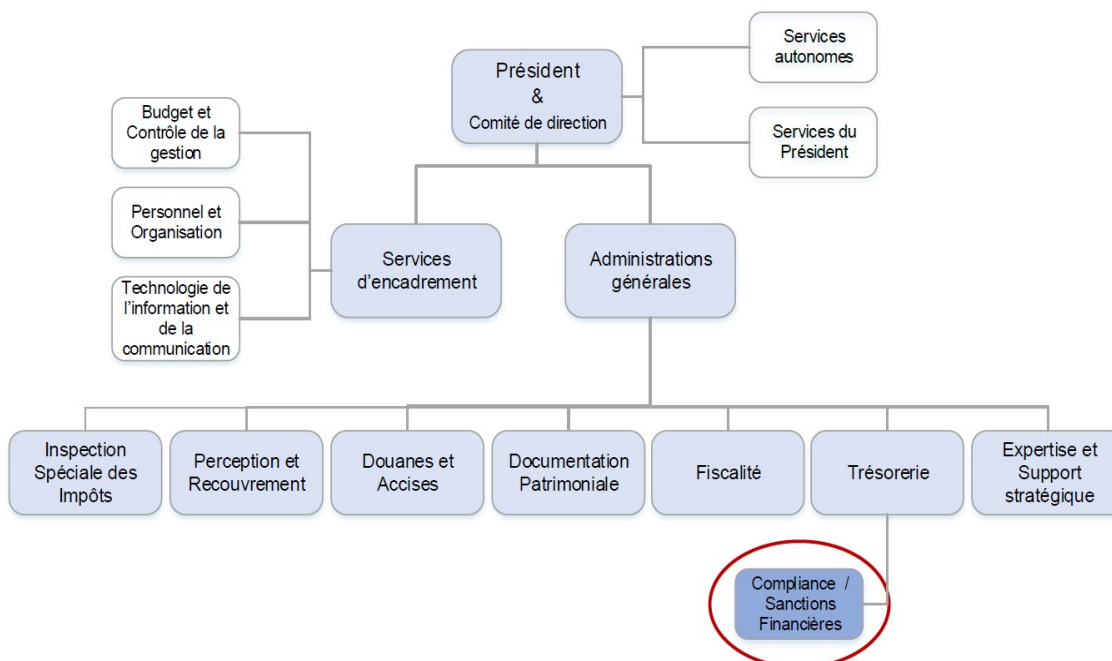 Services
autonomes
Président
&
Comité de direction
Budget et
Contrôle de la
gestion
Services du
Président
Personnel et
Organisation
Services
d'encadrement
Administrations
générales
Technologie de
l'information et
de la
communication
Inspection
Spéciale des
Impôts
Perception et
Recouvrement
Douanes et
Accises
Documentation
Patrimoniale
Fiscalité
Trésorerie
Expertise et
Support
stratégique
Compliance /
Sanctions
Financières